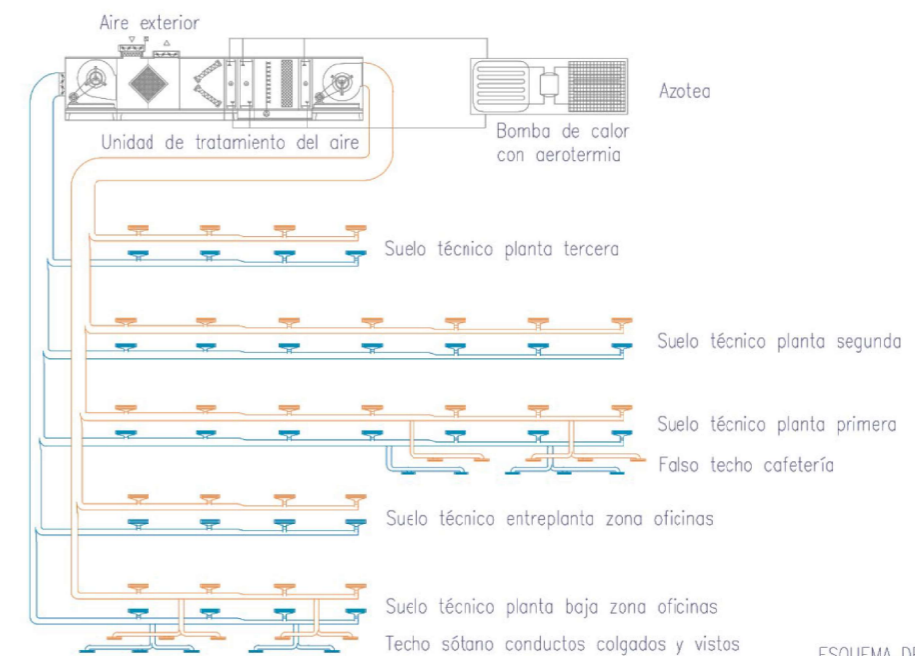 Aire exterior
Azotea
Unidad de tratamiento del aire
Bomba de calor
con aerotermia
Suelo técnico planta tercera
Suelo técnico planta segunda
Suelo técnico planta primera
Falso techo cafetería
Suelo técnico entreplanta zona oficinas
Suelo técnico planta baja zona oficinas
Techo sótano conductos colgados y vistos
ESQUEMA DE